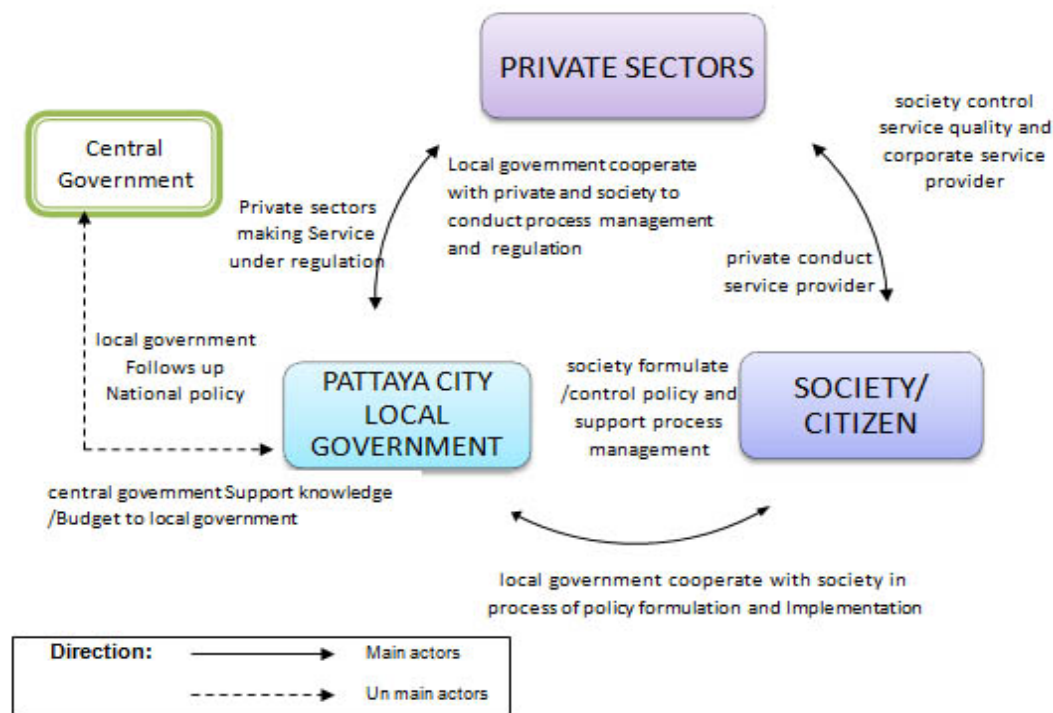 PRIVATE SECTORS
Central
Government
society control
service quality and
corporate service
provider
Local government cooperate
with private and society to
conduct process management
and regulation
Private sectors
making Service
under regulation
private conduct
service provider
local government
Follows up
National policy
PATTAYA CITY
LOCAL
GOVERNMENT
society formulate
/control policy and
support process
management
SOCIETY/
CITIZEN
central government Support knowledge
/Budget to local government
local government cooperate with society in
process of policy formulation and Implementation
Direction:
Main actors
Un main actors